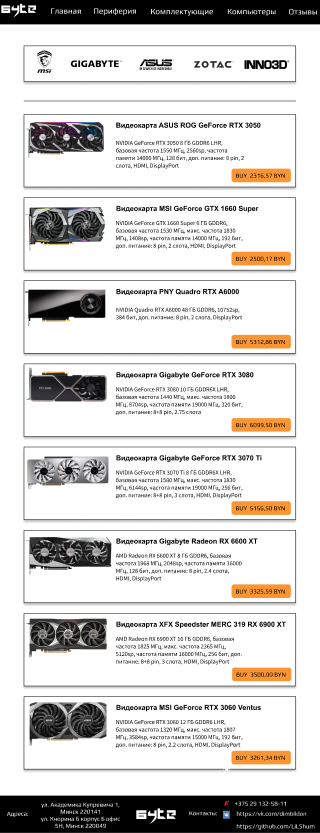 Бyte Главная Периферия Комплектующие Компьютеры Отзывы
msi GIGABYTE™ ASUS ZOTAC INNO3D®
Видеокарта ASUS ROG GeForce RTX 3050
NVIDIA GeForce RTX 3050 8 ГБ GDDR6 LHR,
базовая частота 1550 МГц, 2560sp, частота
памяти 14000 МГц, 128 бит, доп. питание: 8 pin, 2
слота, HDMI, DisplayPort
BUY 2316,57 BYN
Видеокарта MSI GeForce GTX 1660 Super
NVIDIA GeForce GTX 1660 Super 6 ГБ GDDR6,
базовая частота 1530 МГц, макс. частота 1830
МГц, 1408sp, частота памяти 14000 МГц, 192 бит,
доп. питание: 8 pin, 2 слота, HDMI, DisplayPort
BUY 2500,17 BYN
Видеокарта PNY Quadro RTX A6000
NVIDIA Quadro RTX A6000 48 ГБ GDDR6, 10752sp,
384 бит, доп. питание: 8 pin, 2 слота, DisplayPort
BUY 5312,86 BYN
Видеокарта Gigabyte GeForce RTX 3080
NVIDIA GeForce RTX 3080 10 ГБ GDDR6X LHR,
базовая частота 1440 МГц, макс. частота 1800
МГц, 8704sp, частота памяти 19000 МГц, 320 бит,
доп. питание: 8+8 pin, 2.75 слота
BUY 6099,50 BYN
Видеокарта Gigabyte GeForce RTX 3070 Ti
NVIDIA GeForce RTX 3070 Ti 8 ГБ GDDR6X LHR,
базовая частота 1580 МГц, макс. частота 1830
МГц, 6144sp, частота памяти 19000 МГц, 256 бит,
доп. питание: 8+8 pin, 3 слота, HDMI, DisplayPort
BUY 5156,50 BYN
Видеокарта Gigabyte Radeon RX 6600 XT
AMD Radeon RX 6600 XT 8 ГБ GDDR6, базовая
частота 1968 МГц, 2048sp, частота памяти 16000
МГц, 128 бит, доп. питание: 8 pin, 2.4 слота,
HDMI, DisplayPort
BUY 3325,59 BYN
Видеокарта XFX Speedster MERC 319 RX 6900 XT
AMD Radeon RX 6900 XT 16 ГБ GDDR6, базовая
частота 1825 МГц, макс. частота 2365 МГц,
5120sp, частота памяти 16000 МГц, 256 бит, доп.
питание: 8+8 pin, 3 слота, HDMI, DisplayPort
BUY 3500,00 BYN
Видеокарта MSI GeForce RTX 3060 Ventus
NVIDIA GeForce RTX 3060 12 ГБ GDDR6 LHR,
базовая частота 1320 МГц, макс. частота 1807
МГц, 3584sp, частота памяти 15000 МГц, 192 бит,
доп. питание: 8 pin, 2.2 слота, HDMI, DisplayPort
BUY 3261,34 BYN
Адреса:
ул. Академика Купревича 1,
Минск 220141
ул. Кнорина 6 корпус Б офис
5Н, Минск 220049
Бyte
Контакты:
+375 29 132-58-11
https://vk.com/dimbildon
https://github.com/LiLShum